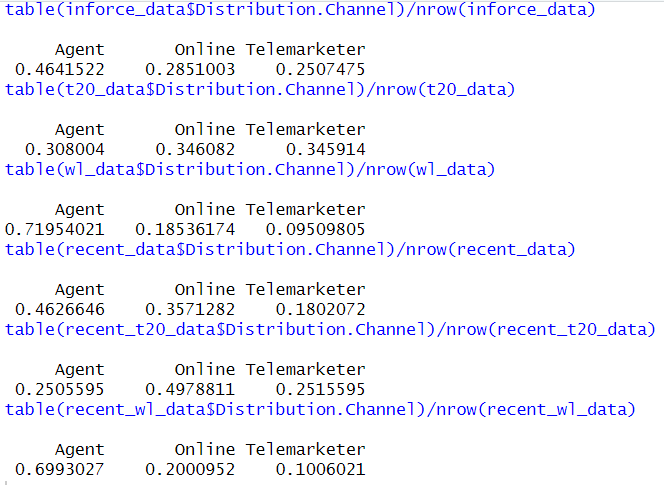 table(inforce_data$Distribution.Channel)/nrow(inforce_data)
Agent Online Telemarketer
0.4641522 0.2851003 0.2507475
table(t20_data$Distribution.Channel)/nrow(t20_data)
Agent Online Telemarketer
0.308004 0.346082 0.345914
table(wl_data$Distribution.Channel)/nrow(wl_data)
Agent Online Telemarketer
0.71954021 0.18536174 0.09509805
table(recent_data$Distribution.Channel)/nrow(recent_data)
Agent Online Telemarketer
0.4626646 0.3571282 0.1802072
table(recent_t20_data$Distribution.Channel)/nrow(recent_t20_data)
Agent Online Telemarketer
0.2505595 0.4978811 0.2515595
table(recent_wl_data$Distribution.Channel)/nrow(recent_wl_data)
Agent Online Telemarketer
0.6993027 0.2000952 0.1006021